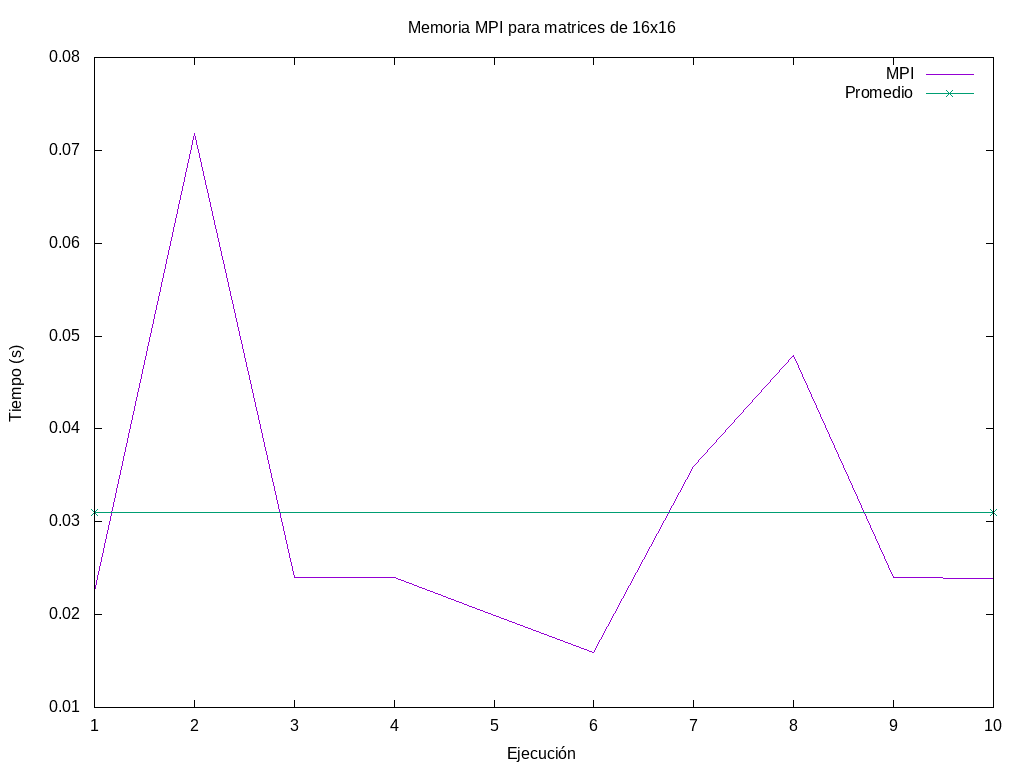 Memoria MPI para matrices de 16x16
MPI
Promedio
0.08
0.07
0.06
0.05
0.04
0.03
0.02
0.01
Tiempo (s)
1 2 3 4 5 6 7 8 9 10
Ejecución